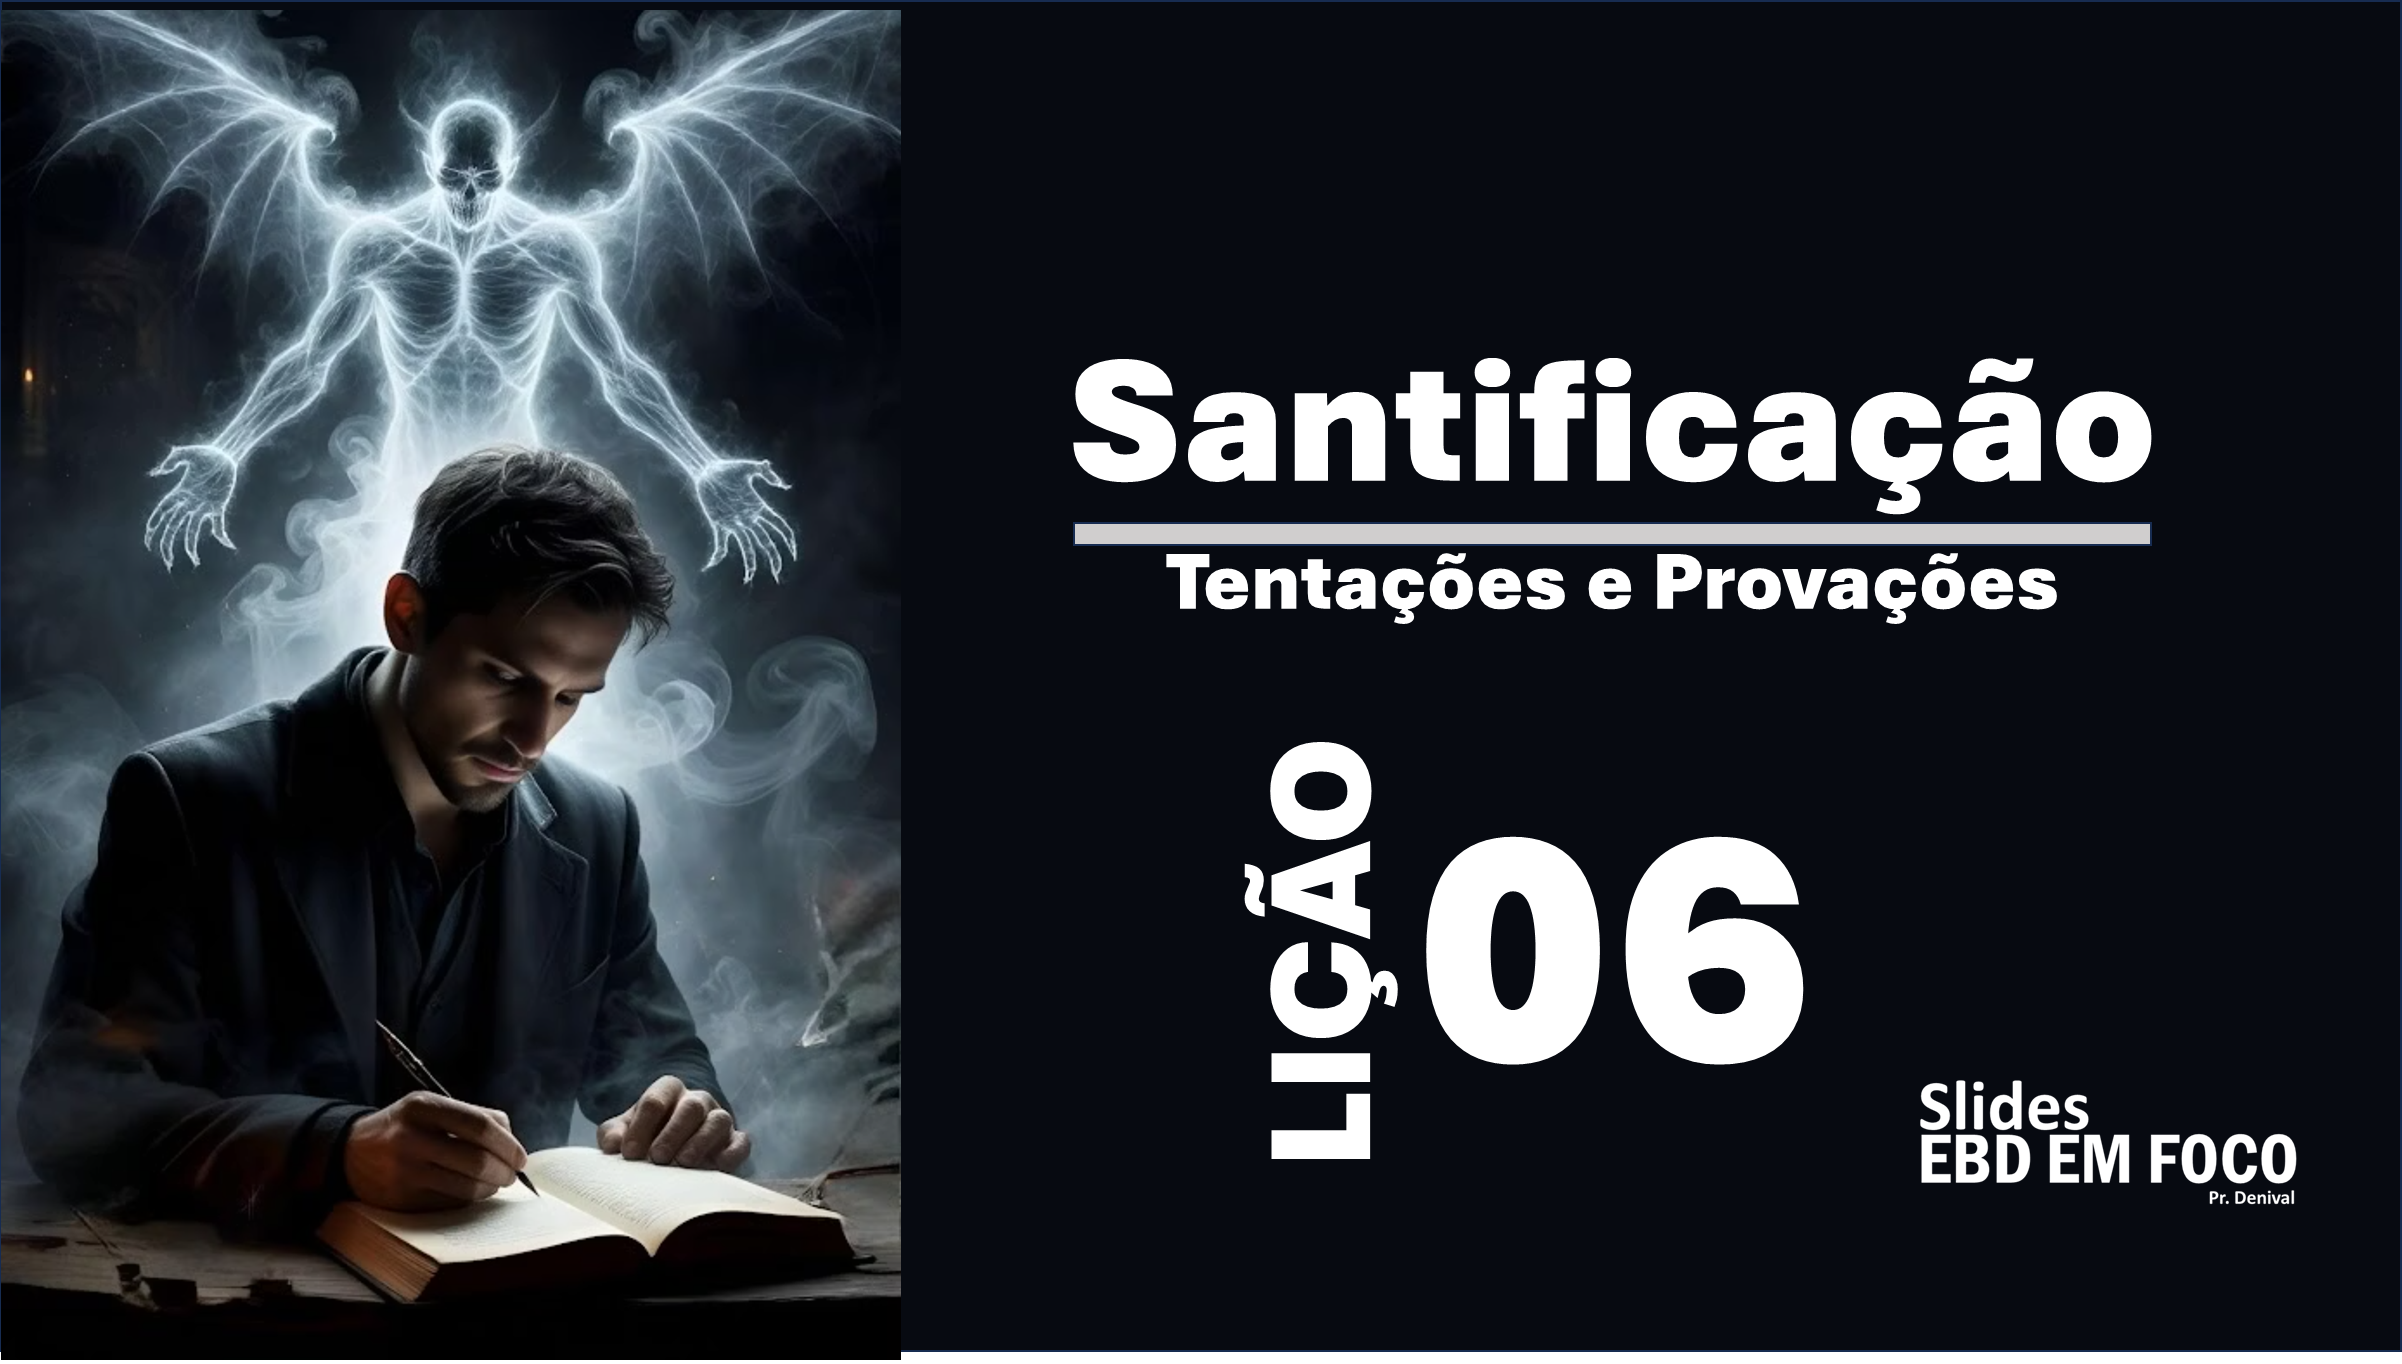 Santificação
Tentações e Provações
LIÇÃO
06
Slides
EBD EM FOCO
Pr. Denival